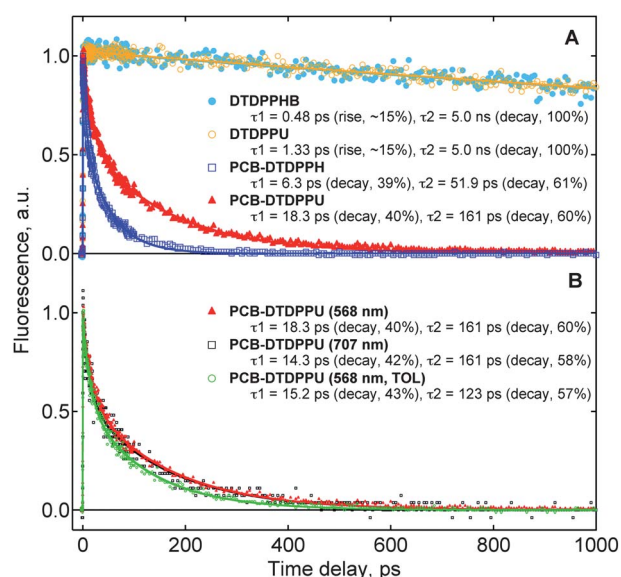 A
1.0
DTDPPHB
τ1 = 0.48 ps (rise, ~15%), τ2 = 5.0 ns (decay, 100%)
DTDPPU
τ1 = 1.33 ps (rise, ~15%), τ2 = 5.0 ns (decay, 100%)
PCB-DTDPPH
τ1 = 6.3 ps (decay, 39%), τ2 = 51.9 ps (decay, 61%)
PCB-DTDPPU
τ1 = 18.3 ps (decay, 40%), τ2 = 161 ps (decay, 60%)
0.0
Fluorescence, a.u.
B
1.0
PCB-DTDPPU (568 nm)
τ1 = 18.3 ps (decay, 40%), τ2 = 161 ps (decay, 60%)
PCB-DTDPPU (707 nm)
τ1 = 14.3 ps (decay, 42%), τ2 = 161 ps (decay, 58%)
PCB-DTDPPU (568 nm, TOL)
τ1 = 15.2 ps (decay, 43%), τ2 = 123 ps (decay, 57%)
0.5
0.0
0 200 400 600 800 1000
Time delay, ps